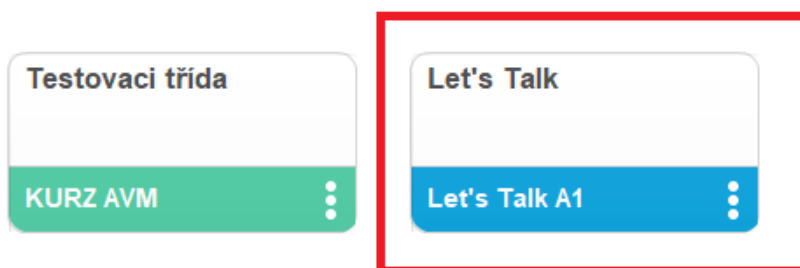 Testovaci třída
KURZ AVM
Let's Talk
Let's Talk A1